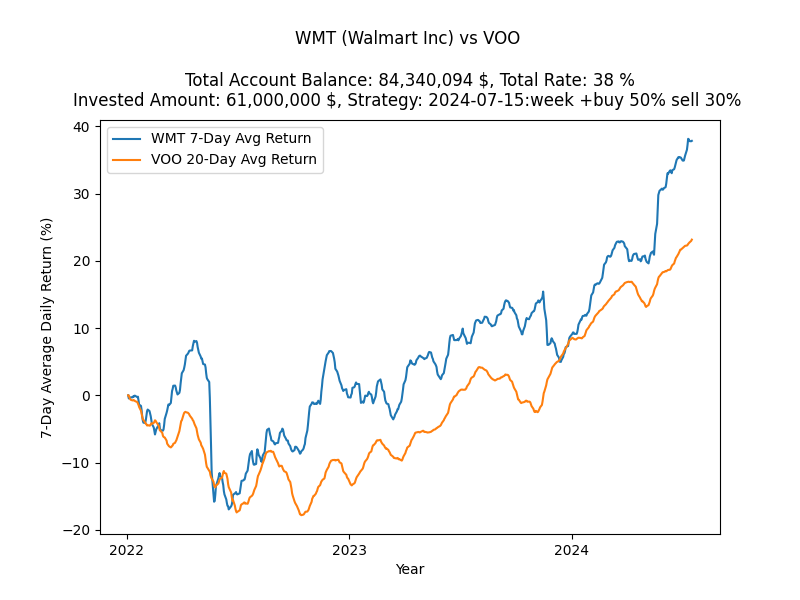 WMT (Walmart Inc) vs VOO
Total Account Balance: 84,340,094 $, Total Rate: 38 %
Invested Amount: 61,000,000 $, Strategy: 2024-07-15:week +buy 50% sell 30%
WMT 7-Day Avg Return
VOO 20-Day Avg Return
7-Day Average Daily Return (%)
40
30
20
10
0
−10
−20
2022
2023
2024
Year